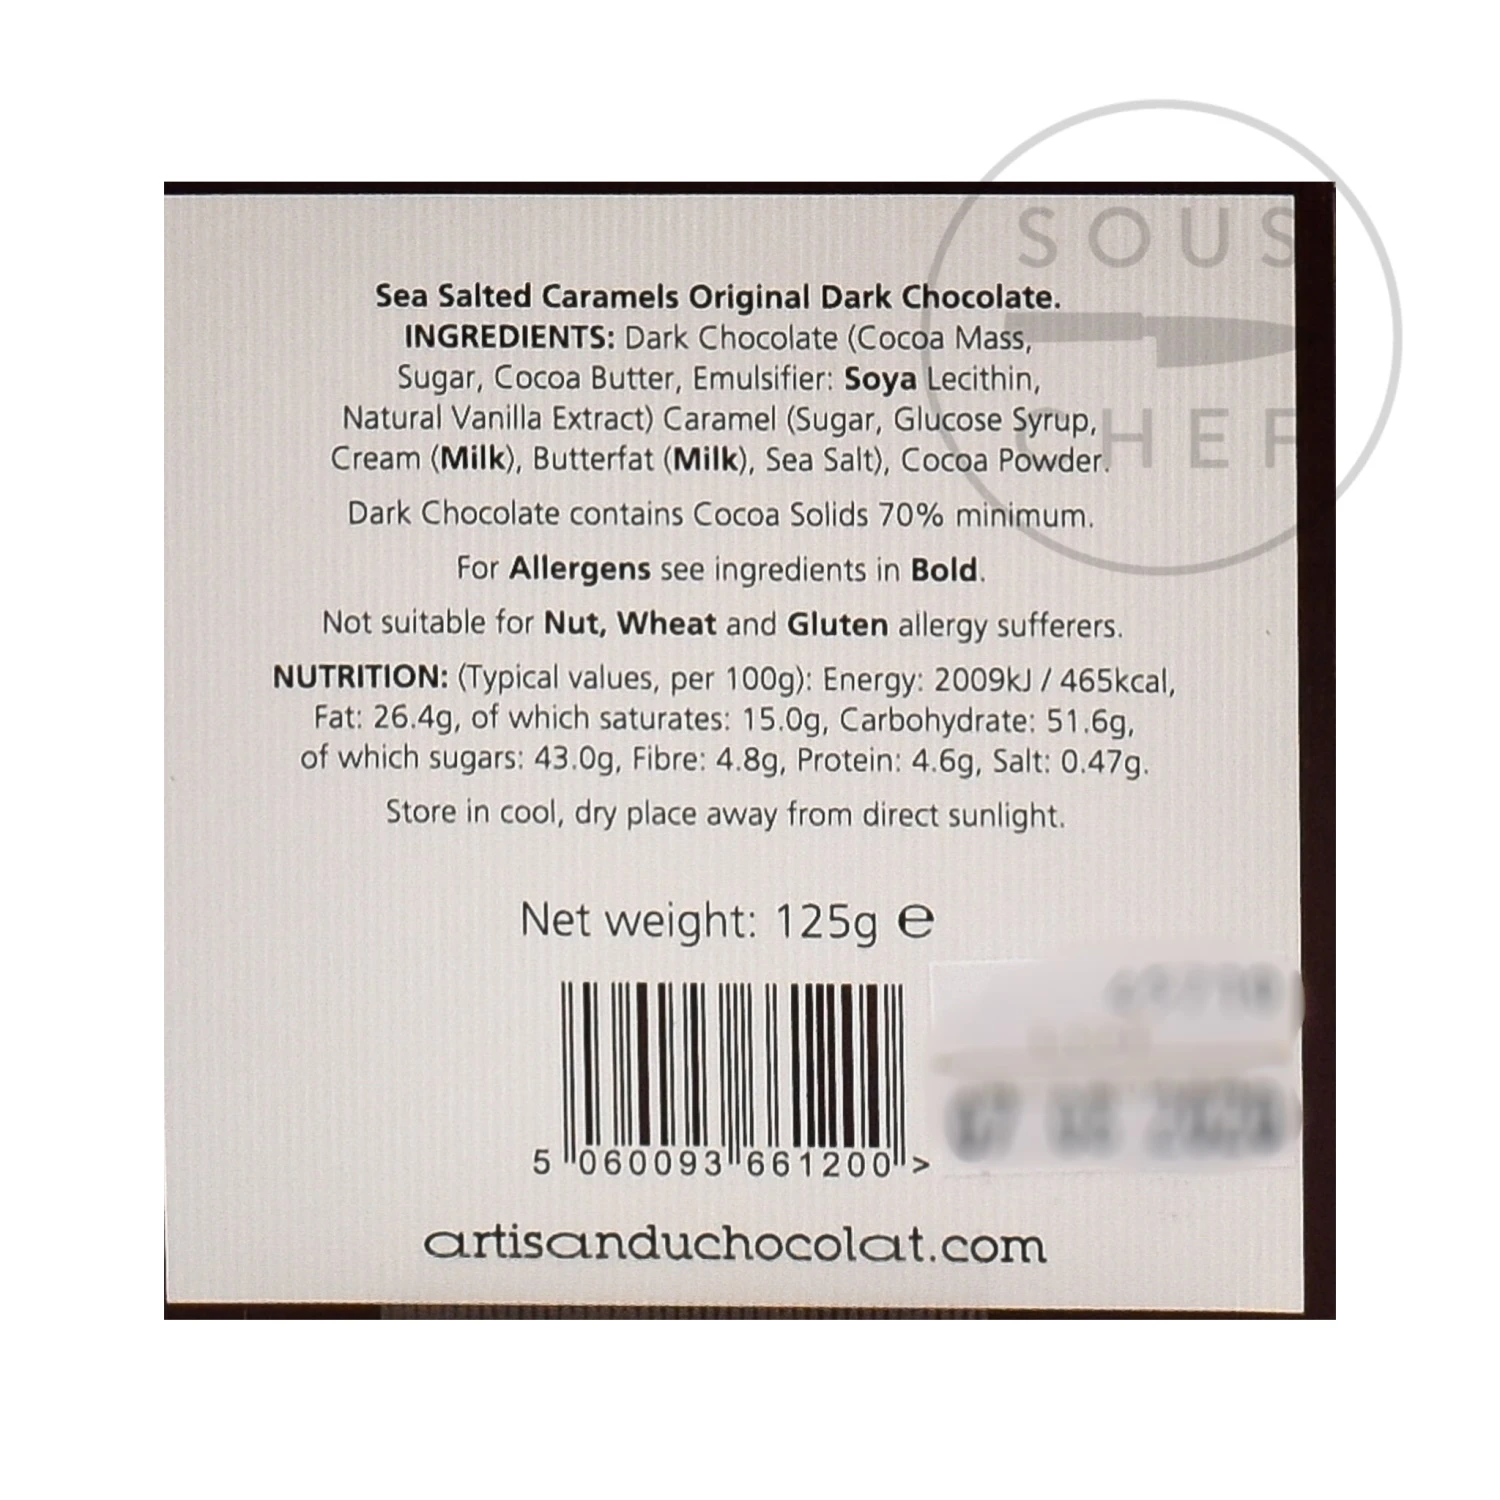 SOUS
CHEF
Sea Salted Caramels Original Dark Chocolate.
INGREDIENTS: Dark Chocolate (Cocoa Mass,
Sugar, Cocoa Butter, Emulsifier: Soya Lecithin,
Natural Vanilla Extract) Caramel (Sugar, Glucose Syrup,
Cream (Milk), Butterfat (Milk), Sea Salt), Cocoa Powder.
Dark Chocolate contains Cocoa Solids 70% minimum.
For Allergens see ingredients in Bold.
Not suitable for Nut, Wheat and Gluten allergy sufferers.
NUTRITION: (Typical values, per 100g): Energy: 2009kJ / 465kcal,
Fat: 26.4g, of which saturates: 15.0g, Carbohydrate: 51.6g,
of which sugars: 43.0g, Fibre: 4.8g, Protein: 4.6g, Salt: 0.47g.
Store in cool, dry place away from direct sunlight.
Net weight: 125g ℮
5 060093 661200 >
artisanduchocolat.com